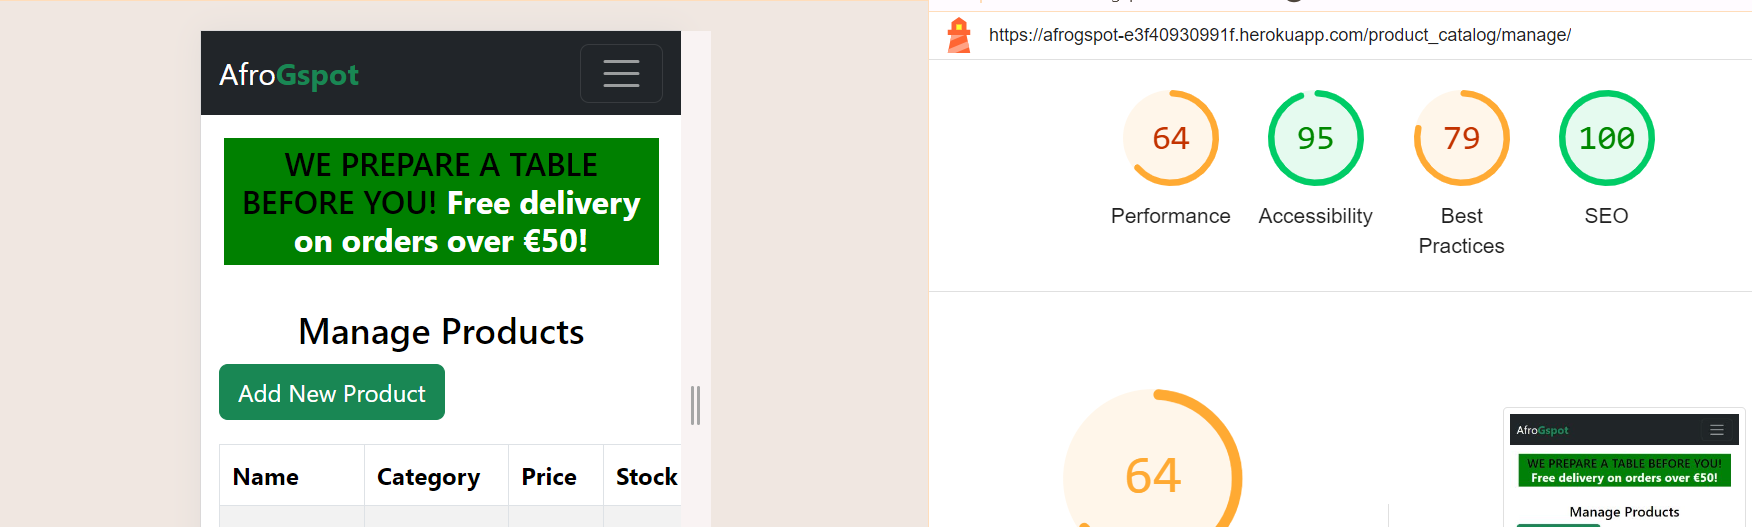 AfroGspot
WE PREPARE A TABLE
BEFORE YOU! Free delivery
on orders over €50!
Manage Products
Add New Product
Name Category Price Stock
https://afrogspot-e3f40930991f.herokuapp.com/product_catalog/manage/
64 95 79 100
Performance Accessibility Best SEO
Practices
64
AfroGspot
WE PREPARE A TABLE BEFORE YOU!
Free delivery on orders over €50!
Manage Products